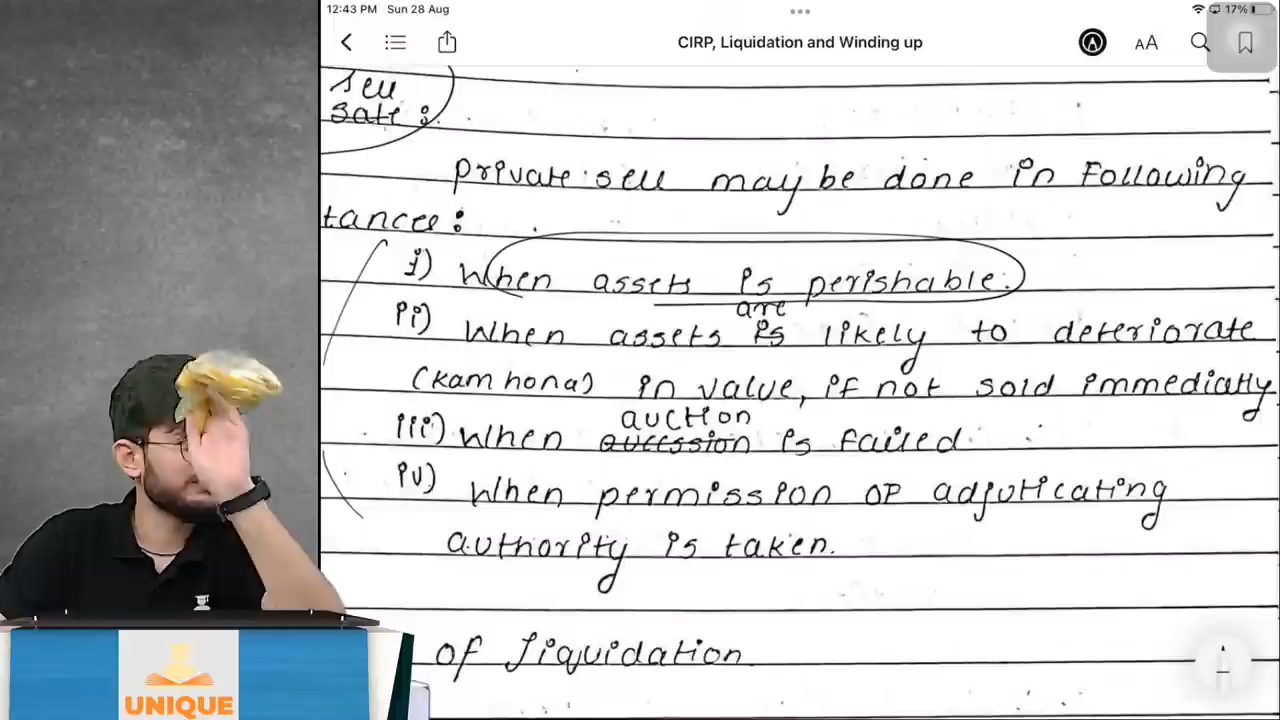 12:43 PM Sun 28 Aug
17%
CIRP, Liquidation and Winding up
AA
sell
sale:
private sell may be done in Following
tances:
i) When assets is perishable.
are
ii) When assets is likely to deteriorate
(kam hona) in value, if not sold immediatly
auction
iii) When auccssion is failed.
iv) When permission of adjuticating
authority is taken.
of liquidation
UNIQUE